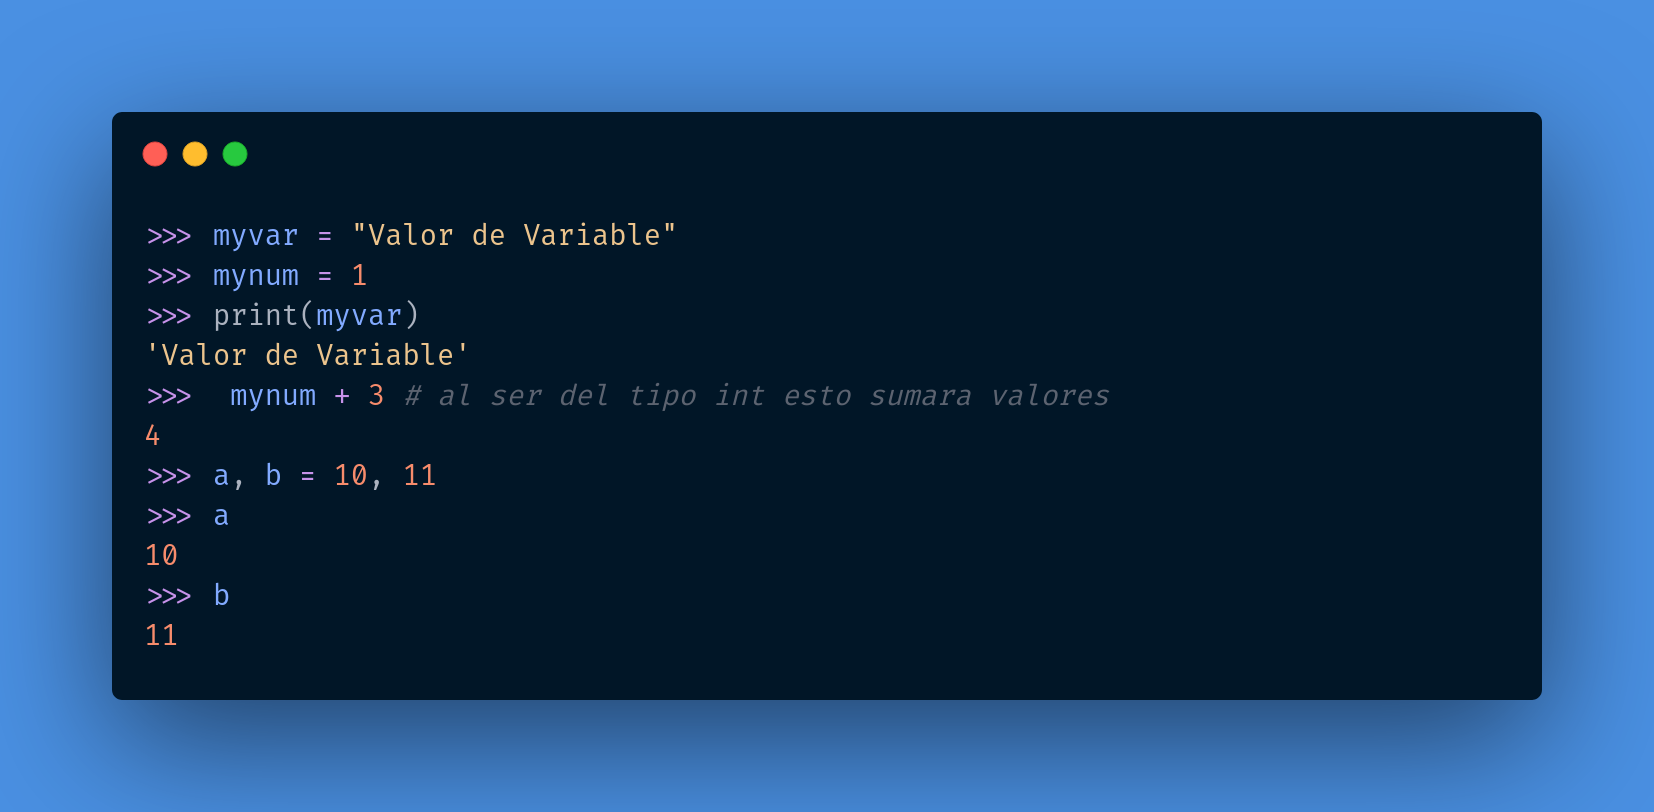 >>> myvar = "Valor de Variable"
>>> mynum = 1
>>> print(myvar)
'Valor de Variable'
>>>  mynum + 3 # al ser del tipo int esto sumara valores
4
>>> a, b = 10, 11
>>> a
10
>>> b
11